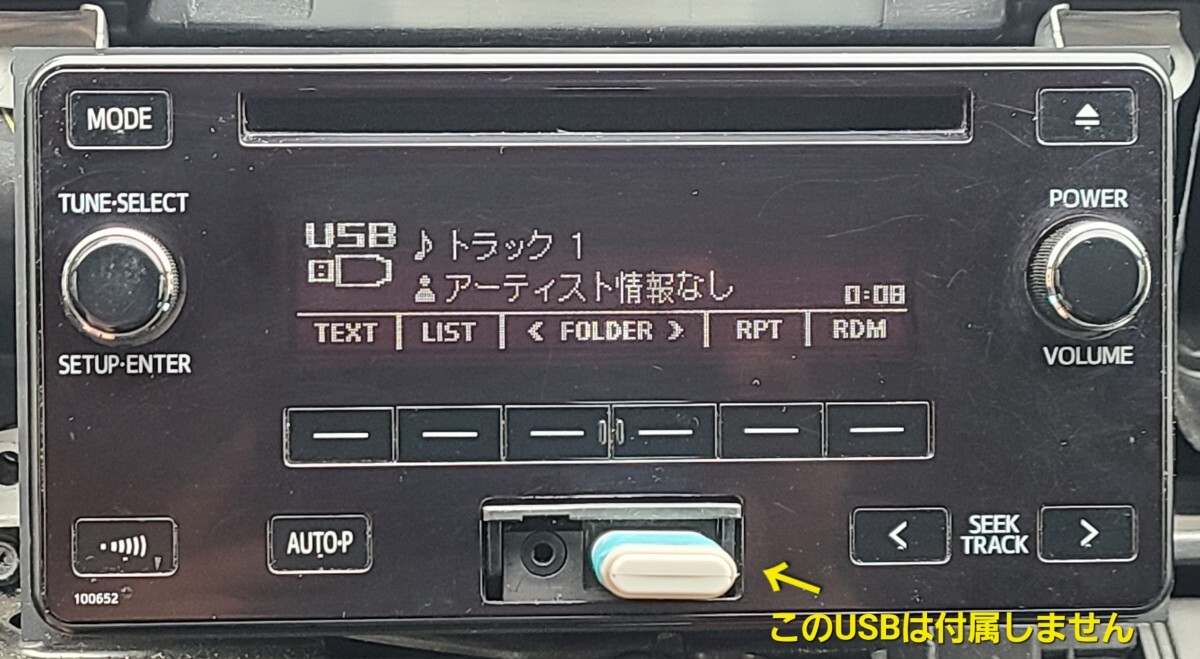 MODE
TUNE·SELECT
POWER
USB
♪トラック 1
アーティスト情報なし
0:08
TEXT
LIST
< FOLDER >
RPT
RDM
SETUP·ENTER
VOLUME
AUTO·P
<
SEEK
TRACK
>
100652
このUSBは付属しません